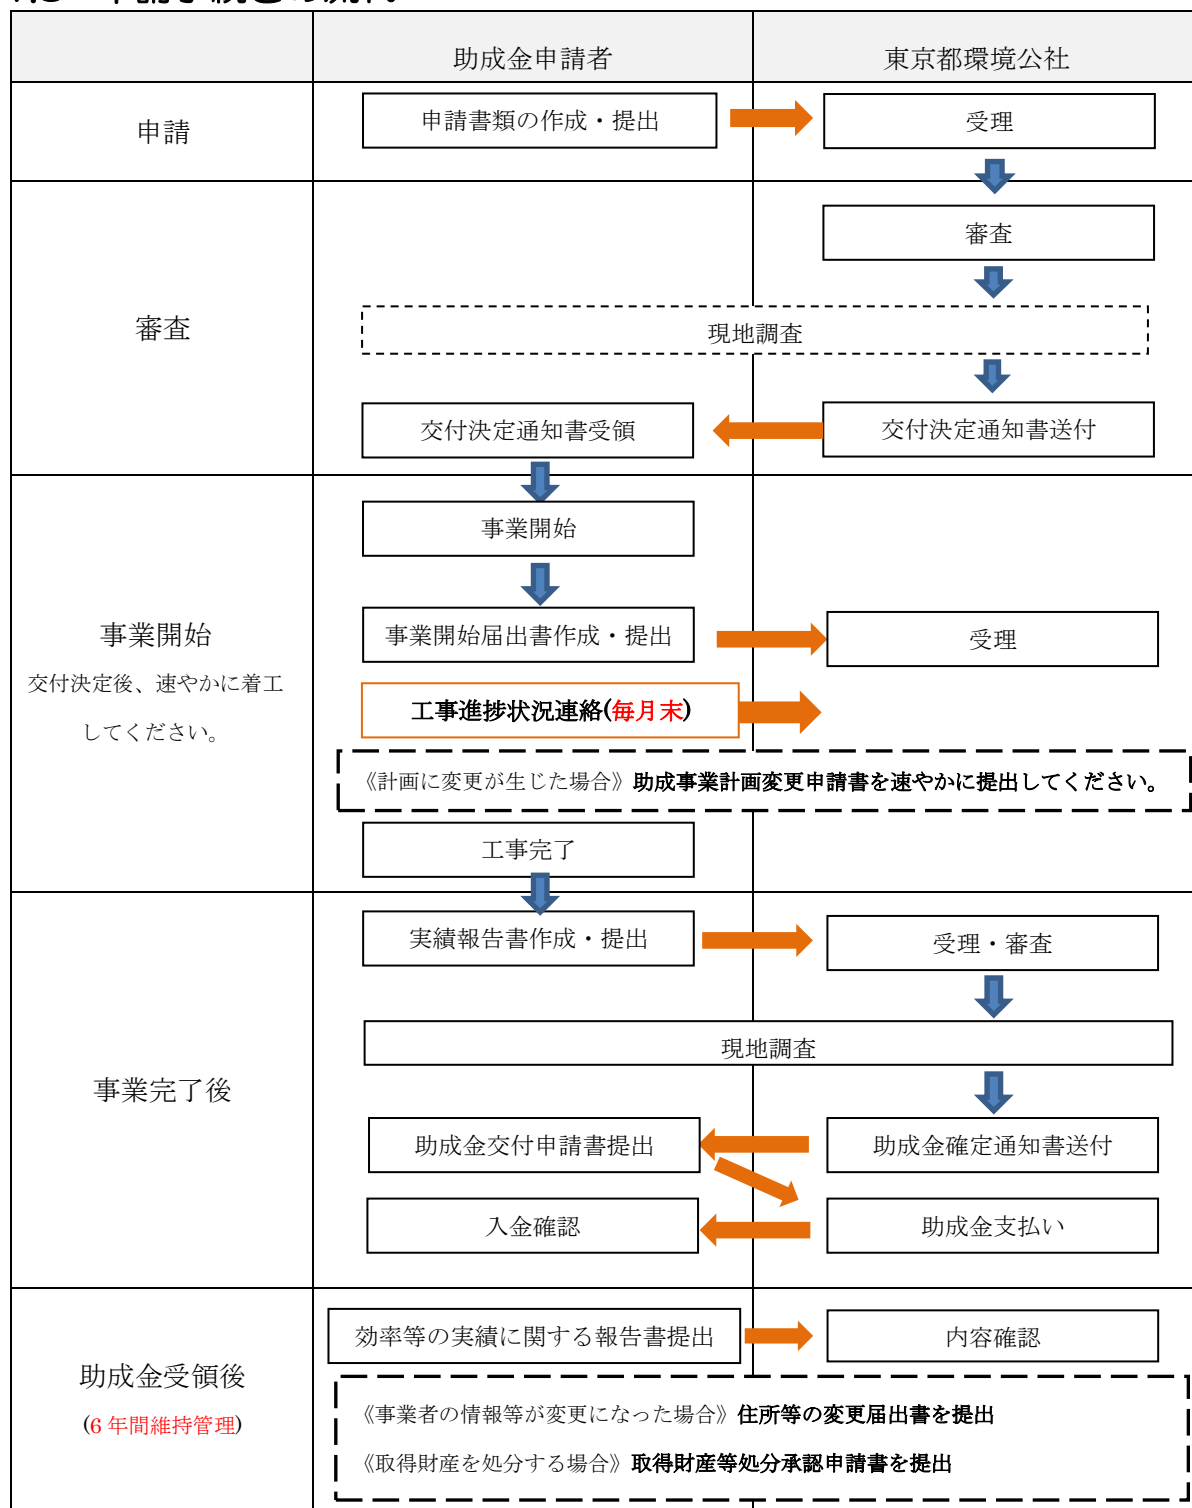 助成金申請者
東京都環境公社
申請
申請書類の作成・提出
受理
審査
審査
現地調査
交付決定通知書受領
交付決定通知書送付
事業開始
交付決定後、速やかに着工
してください。
事業開始
事業開始届出書作成・提出
受理
工事進捗状況連絡(毎月末)
《計画に変更が生じた場合》助成事業計画変更申請書を速やかに提出してください。
工事完了
事業完了後
実績報告書作成・提出
受理・審査
現地調査
助成金交付申請書提出
助成金確定通知書送付
入金確認
助成金支払い
助成金受領後
(6 年間維持管理)
効率等の実績に関する報告書提出
内容確認
《事業者の情報等が変更になった場合》住所等の変更届出書を提出
《取得財産を処分する場合》取得財産等処分承認申請書を提出